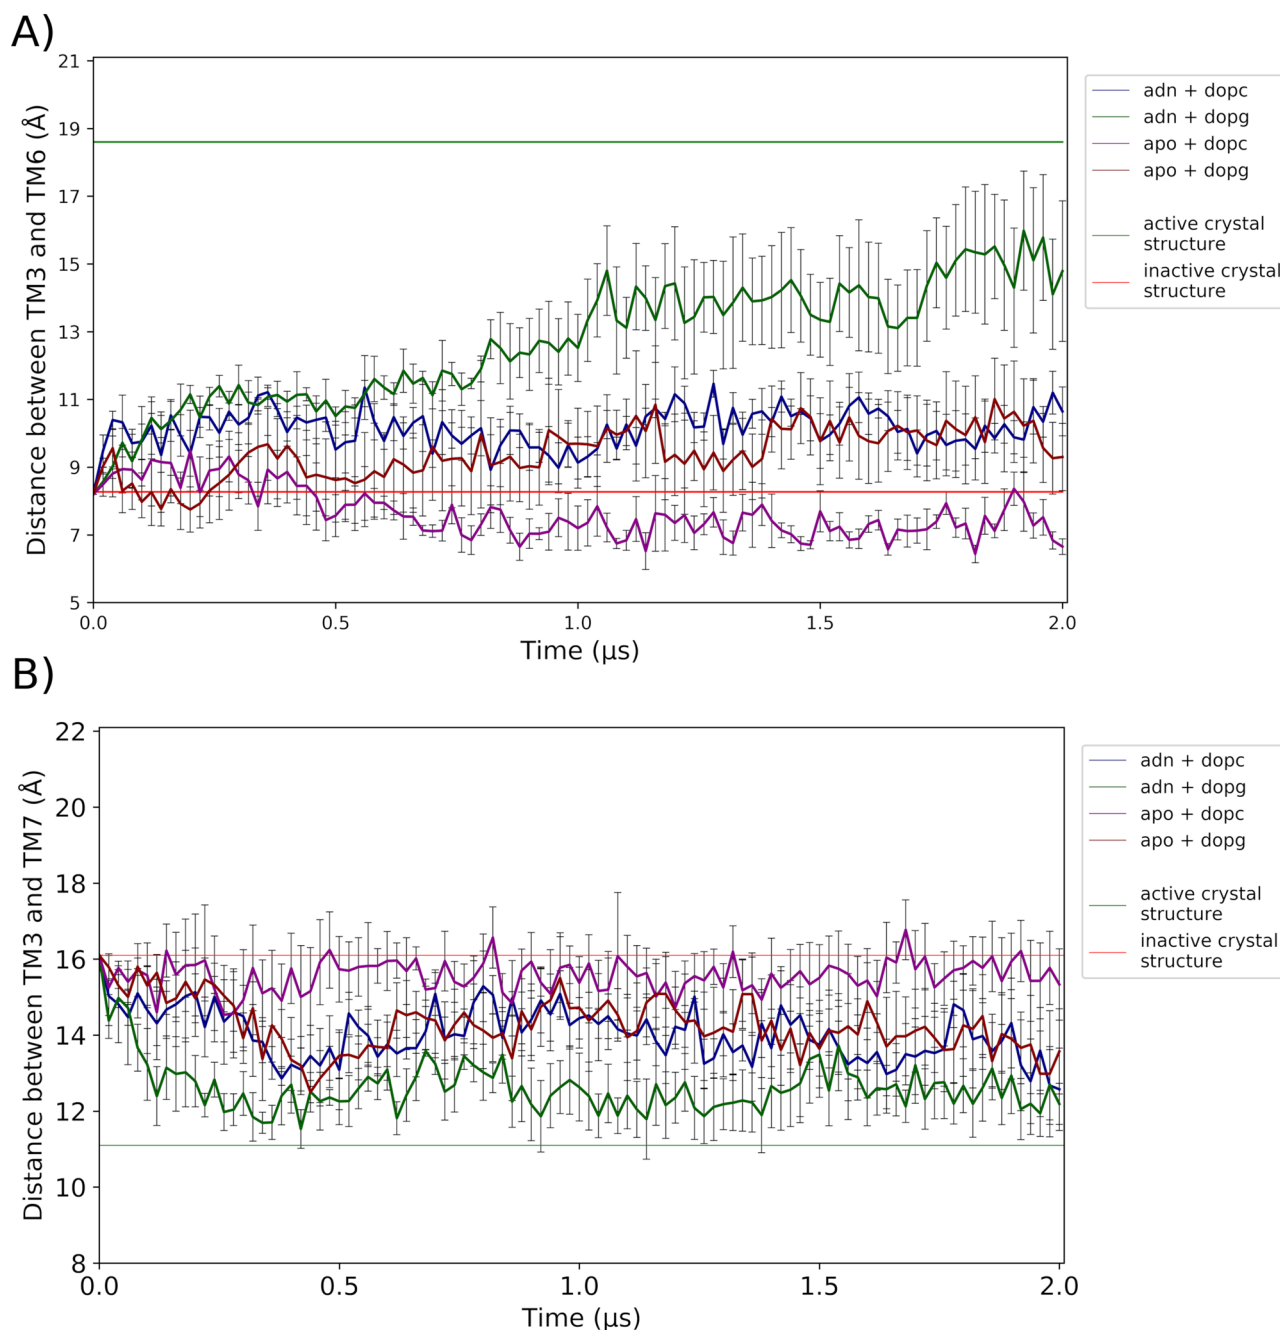 A)
Distance between TM3 and TM6 (Å)
21
19
17
15
13
11
9
7
5
0.0
0.5
1.0
1.5
2.0
Time (µs)
adn + dopc
adn + dopg
apo + dopc
apo + dopg
active crystal
structure
inactive crystal
structure
B)
Distance between TM3 and TM7 (Å)
22
20
18
16
14
12
10
8
0.0
0.5
1.0
1.5
2.0
Time (µs)
adn + dopc
adn + dopg
apo + dopc
apo + dopg
active crystal
structure
inactive crystal
structure